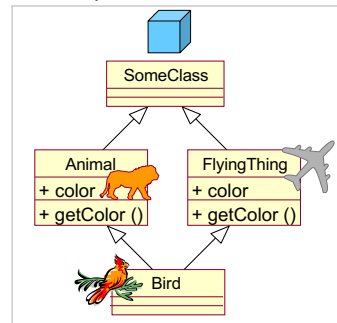 SomeClass
Animal
+ color
+ getColor ()
FlyingThing
+ color
+ getColor ()
Bird